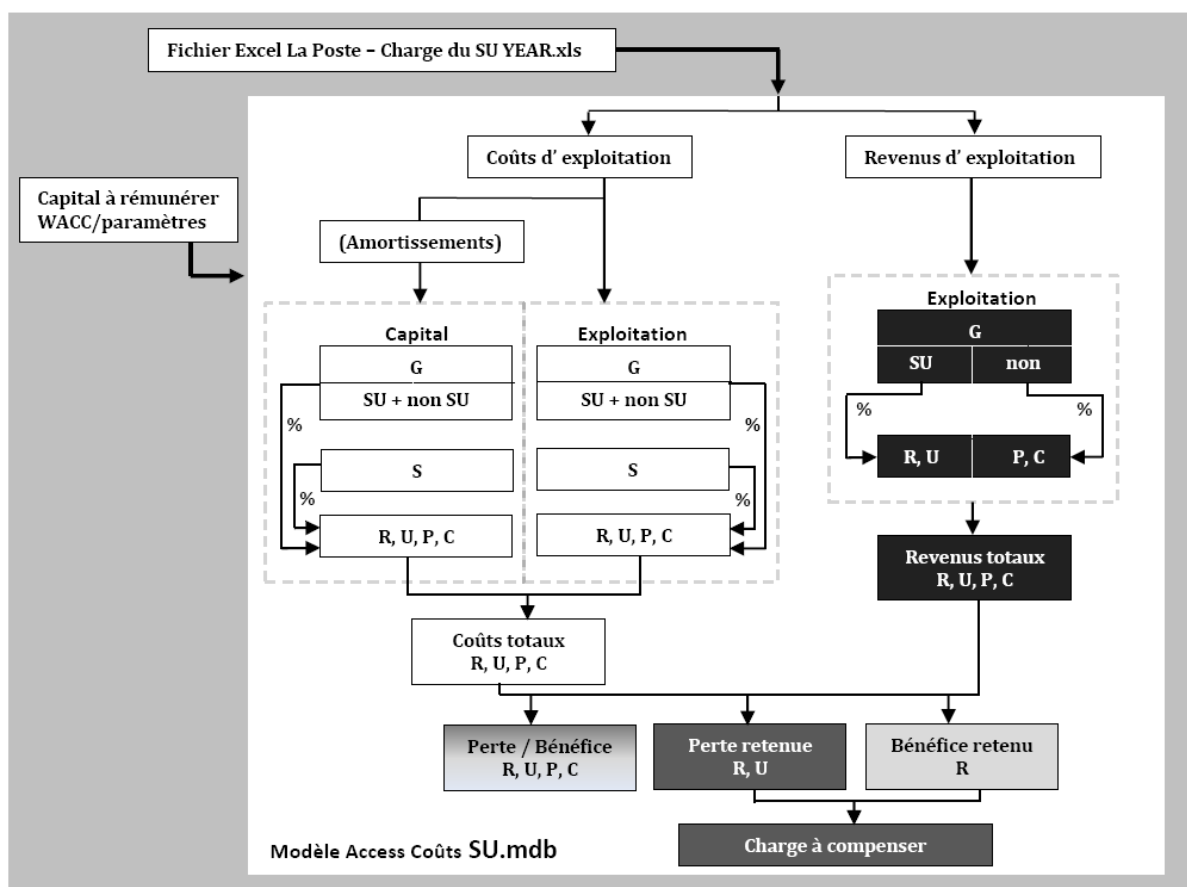 Fichier Excel La Poste – Charge du SU YEAR.xls
Coûts d' exploitation
Revenus d' exploitation
Capital à rémunérer
WACC/paramètres
(Amortissements)
Capital
G
SU + non SU
%
S
%
R, U, P, C
Exploitation
G
SU + non SU
%
S
%
R, U, P, C
Exploitation
G
SU
non
%
%
R, U
P, C
Revenus totaux
R, U, P, C
Coûts totaux
R, U, P, C
Perte / Bénéfice
R, U, P, C
Perte retenue
R, U
Bénéfice retenu
R
Charge à compenser
Modèle Access Coûts SU.mdb